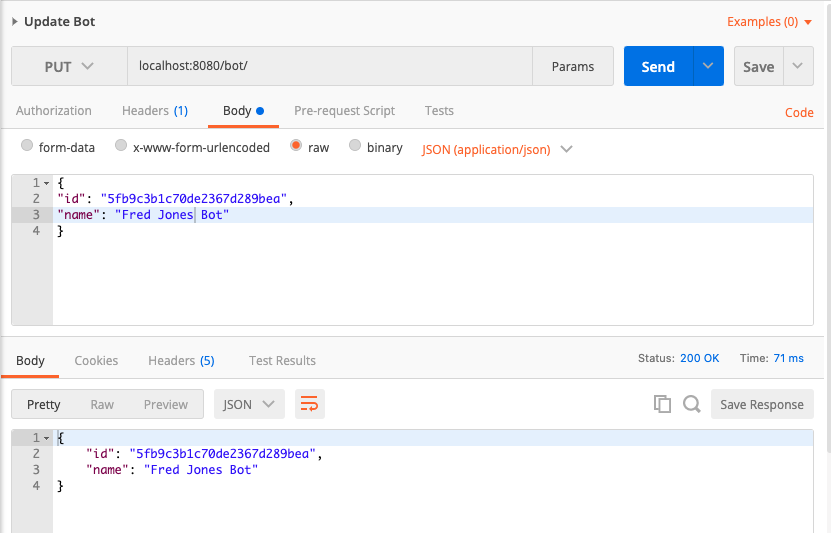 Update Bot
Examples (0)
PUT localhost:8080/bot/ Params Send Save
Authorization Headers (1) Body Pre-request Script Tests Code
form-data x-www-form-urlencoded raw binary JSON (application/json)
1 {
2 "id": "5fb9c3b1c70de2367d289bea",
3 "name": "Fred Jones Bot"
4 }
Body Cookies Headers (5) Test Results Status: 200 OK Time: 71 ms
Pretty Raw Preview JSON Save Response
1 {
2 "id": "5fb9c3b1c70de2367d289bea",
3 "name": "Fred Jones Bot"
4 }